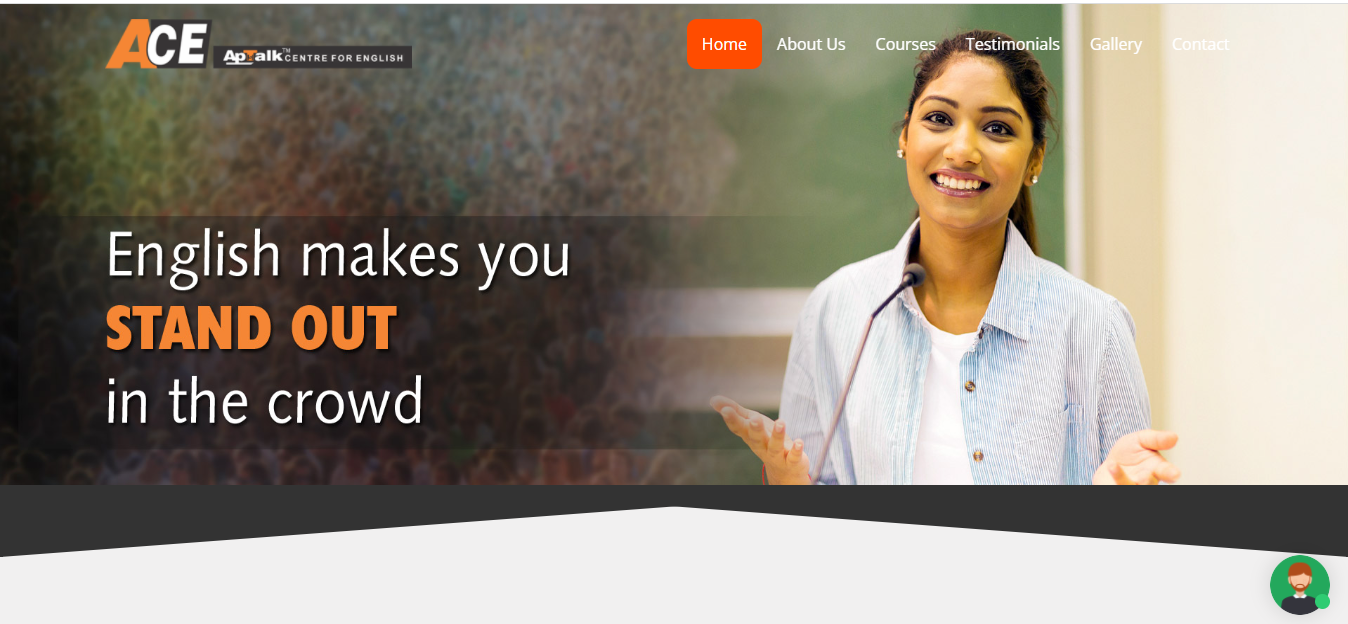 ACE
ApTalk™ CENTRE FOR ENGLISH
Home About Us Courses Testimonials Gallery Contact
English makes you
STAND OUT
in the crowd